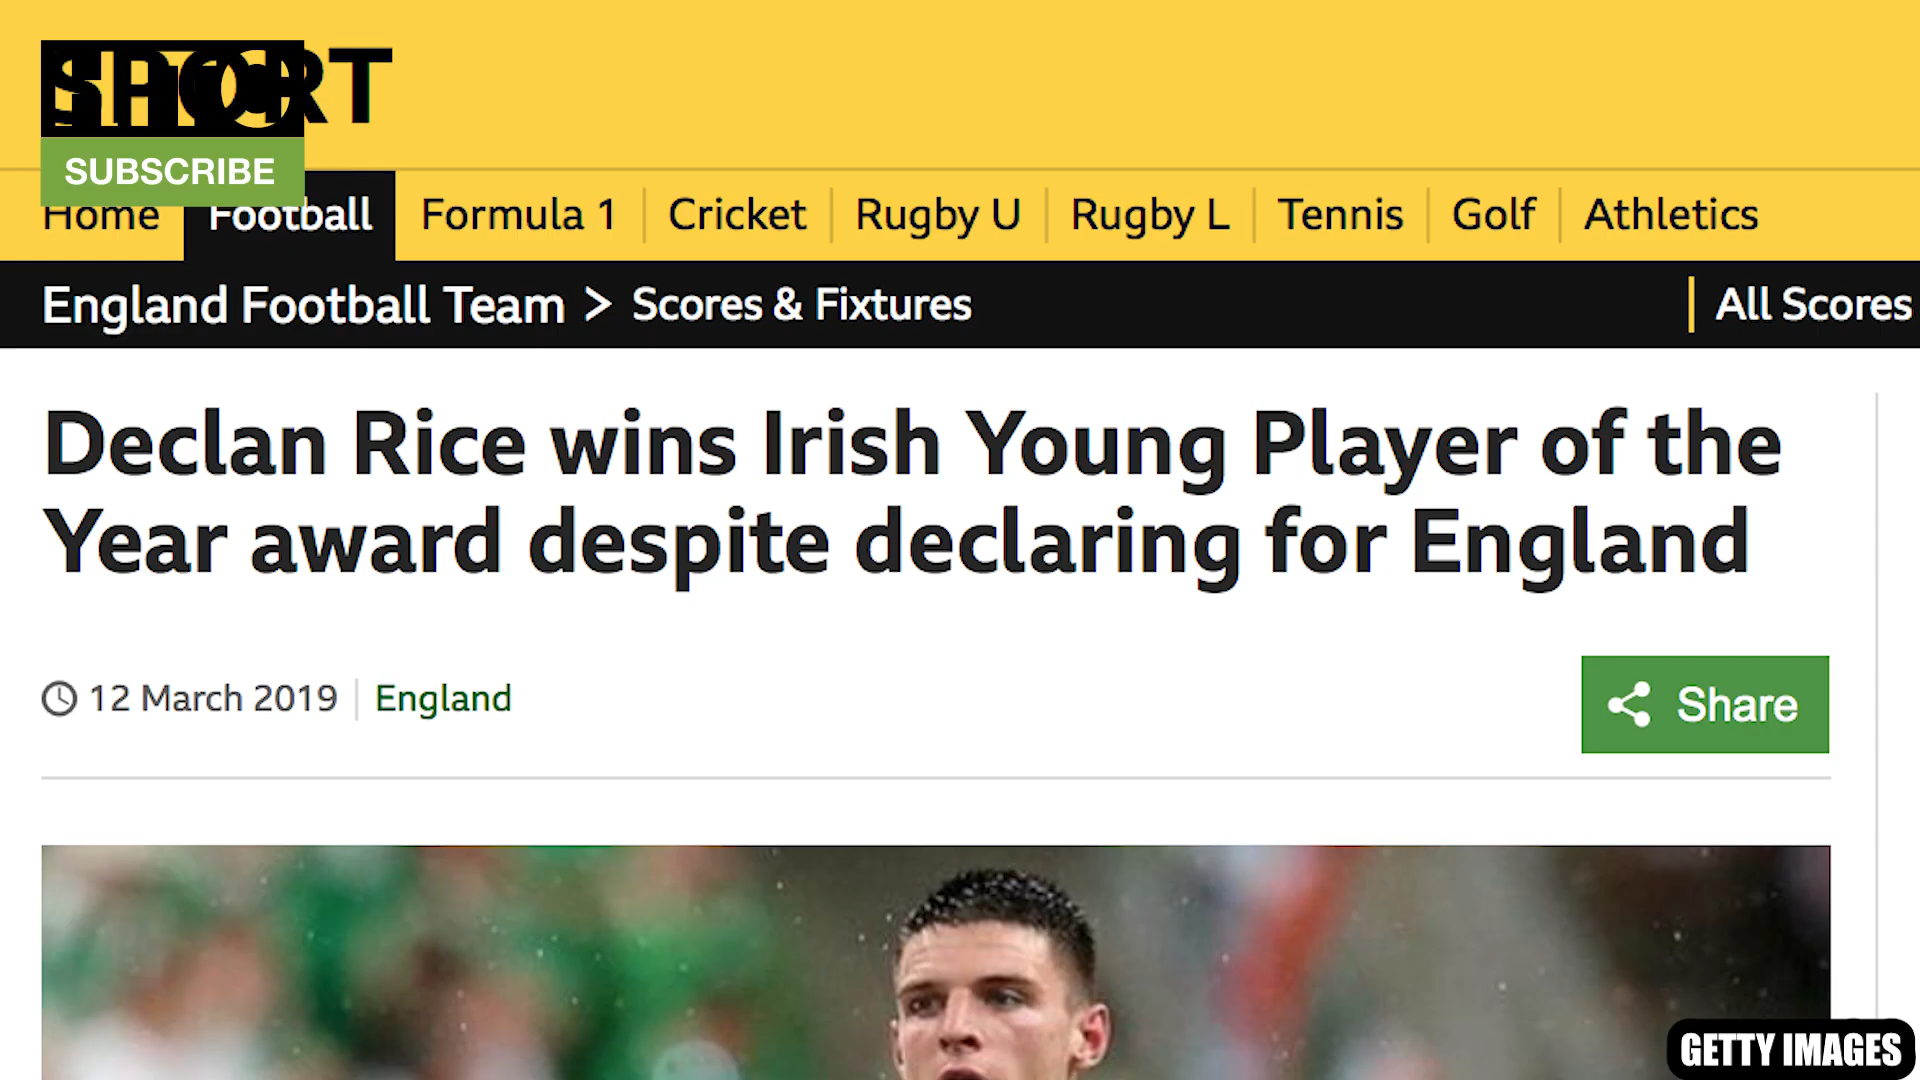 SPORT
SUBSCRIBE
Home Football Formula 1 Cricket Rugby U Rugby L Tennis Golf Athletics
England Football Team > Scores & Fixtures All Scores
Declan Rice wins Irish Young Player of the
Year award despite declaring for England
12 March 2019 England
Share
GETTY IMAGES